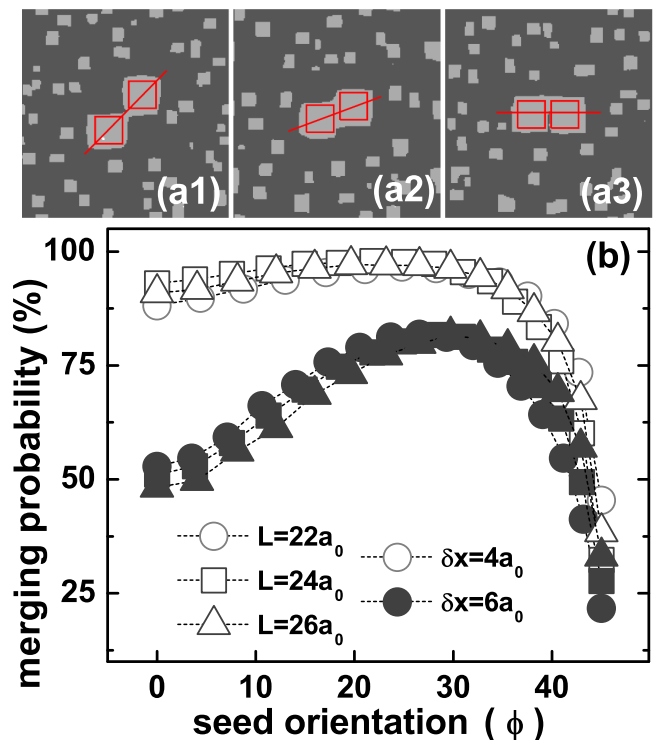 (a1) (a2) (a3)
(b)
merging probability (%)
100
75
50
25
L=22a₀
L=24a₀
L=26a₀
δx=4a₀
δx=6a₀
0 10 20 30 40
seed orientation ( ϕ )